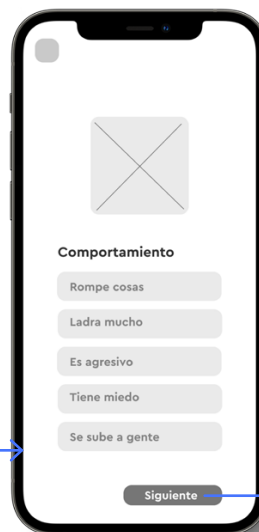 Comportamiento
Rompe cosas
Ladra mucho
Es agresivo
Tiene miedo
Se sube a gente
Siguiente